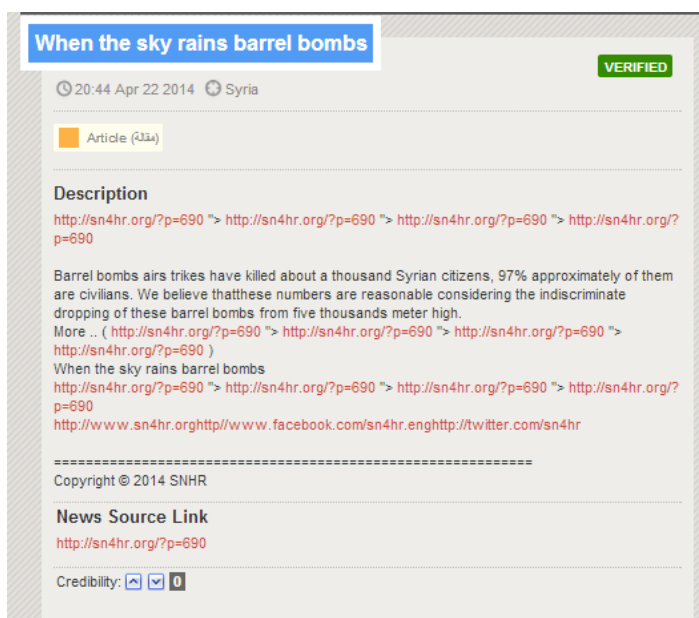 When the sky rains barrel bombs
VERIFIED
20:44 Apr 22 2014 Syria
Article (مقالة)
Description
http://sn4hr.org/?p=690 "> http://sn4hr.org/?p=690 "> http://sn4hr.org/?p=690 "> http://sn4hr.org/?
p=690
Barrel bombs airs trikes have killed about a thousand Syrian citizens, 97% approximately of them
are civilians. We believe thatthese numbers are reasonable considering the indiscriminate
dropping of these barrel bombs from five thousands meter high.
More .. ( http://sn4hr.org/?p=690 "> http://sn4hr.org/?p=690 "> http://sn4hr.org/?p=690 ">
http://sn4hr.org/?p=690 )
When the sky rains barrel bombs
http://sn4hr.org/?p=690 "> http://sn4hr.org/?p=690 "> http://sn4hr.org/?p=690 "> http://sn4hr.org/?
p=690
http://www.sn4hr.orghttp//www.facebook.com/sn4hr.enghttp://twitter.com/sn4hr
============================================================
Copyright © 2014 SNHR
News Source Link
http://sn4hr.org/?p=690
Credibility: 0